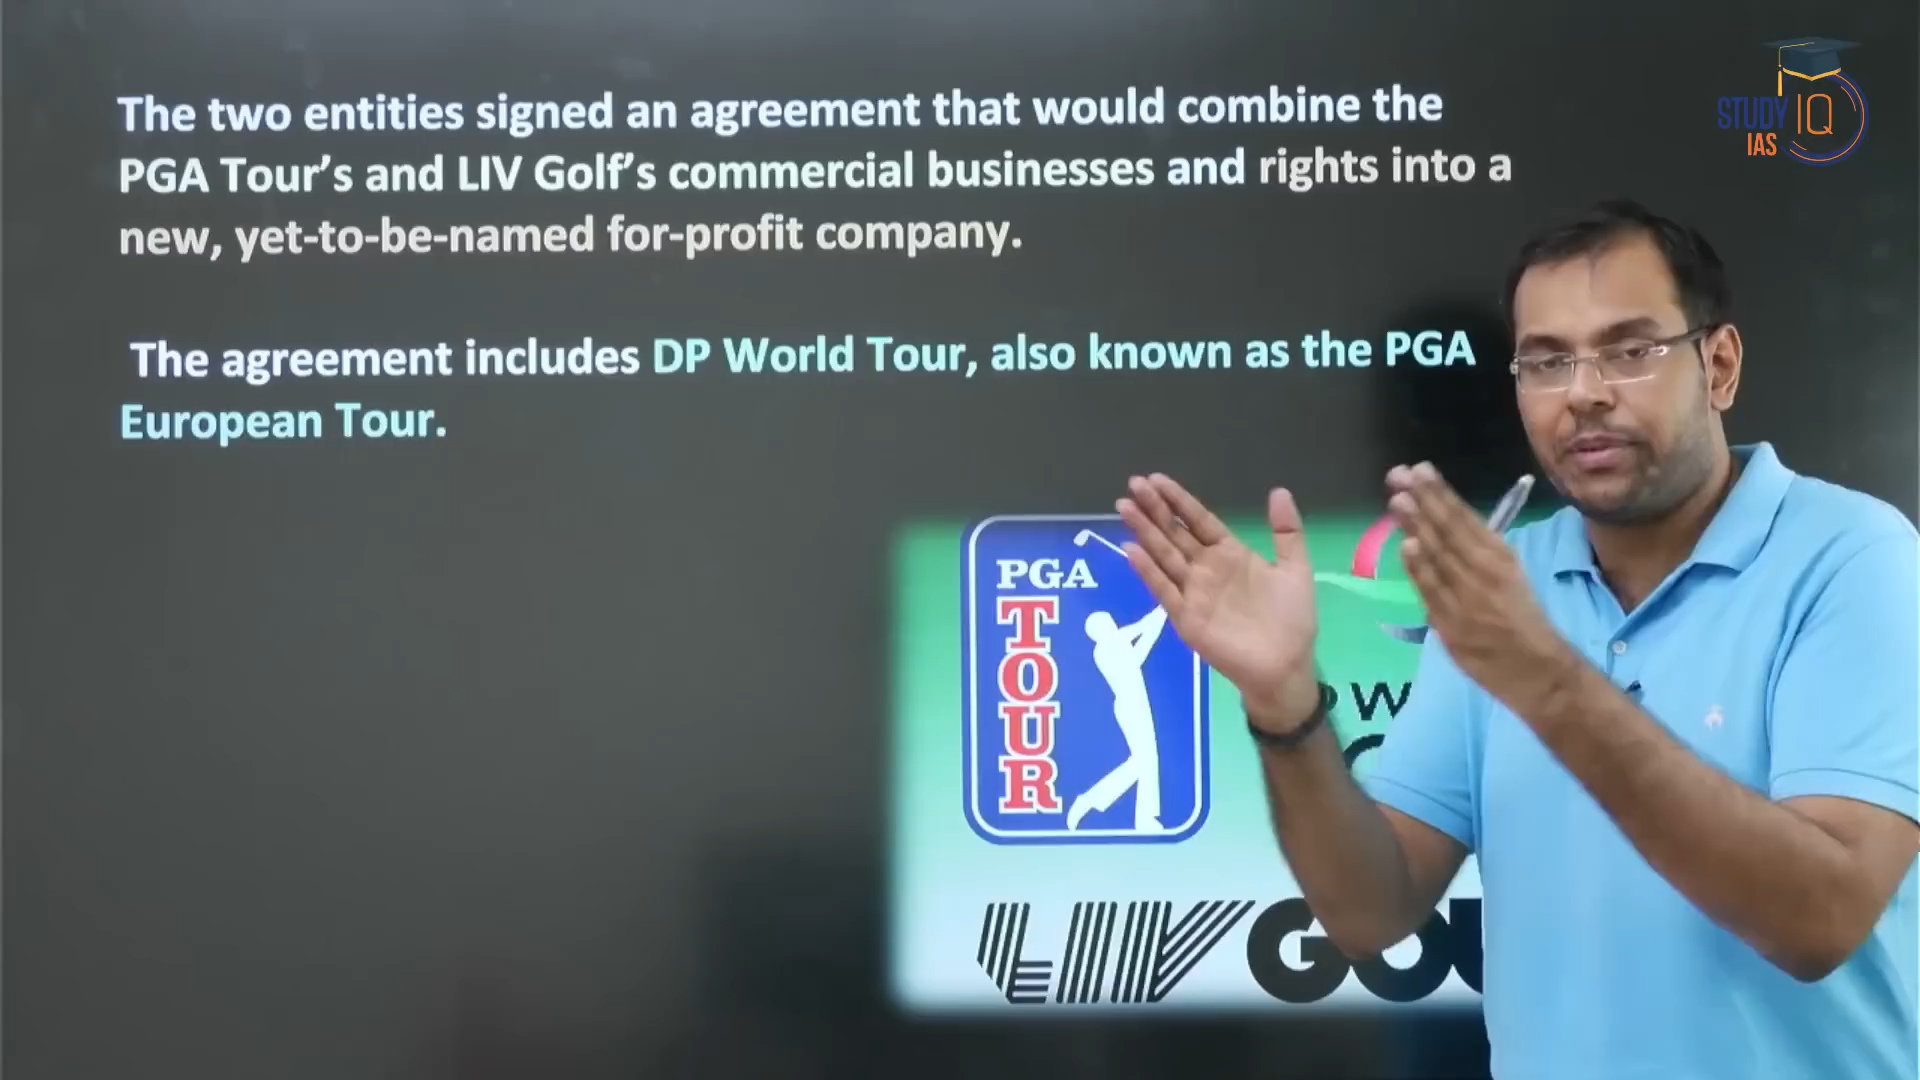 The two entities signed an agreement that would combine the
PGA Tour’s and LIV Golf’s commercial businesses and rights into a
new, yet-to-be-named for-profit company.
The agreement includes DP World Tour, also known as the PGA
European Tour.
STUDY IQ
IAS
PGA
TOUR
LIV